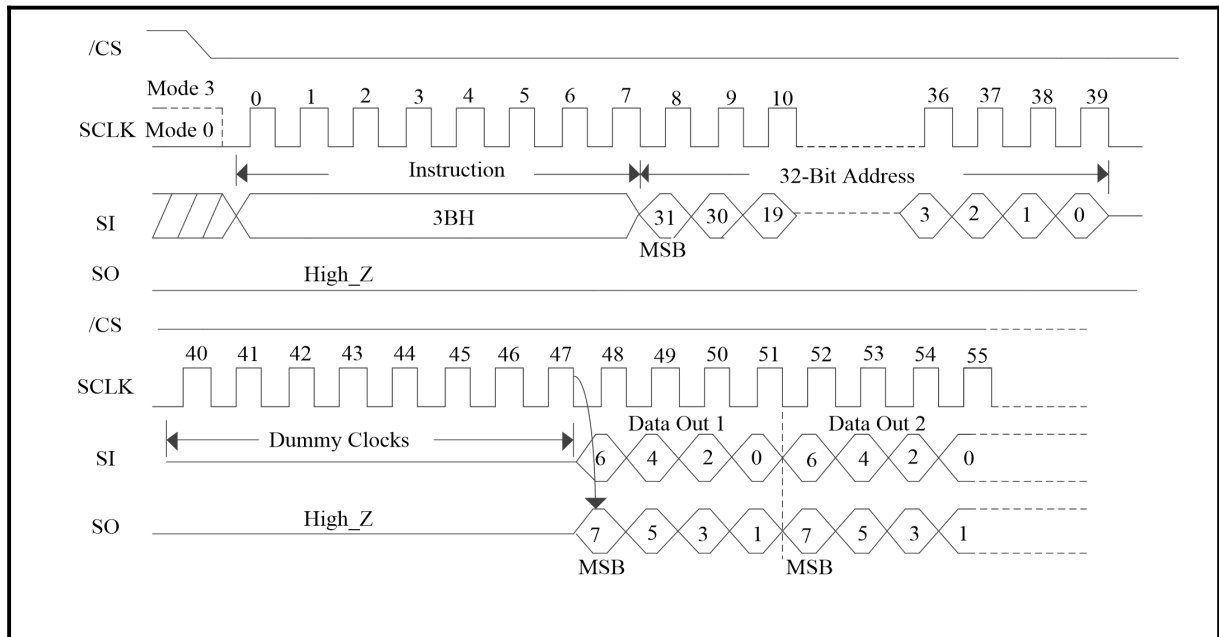 /CS
Mode 3
0 1 2 3 4 5 6 7 8 9 10 36 37 38 39
SCLK Mode 0
Instruction
32-Bit Address
SI
3BH
31 30 19 3 2 1 0
MSB
SO
High_Z
/CS
40 41 42 43 44 45 46 47 48 49 50 51 52 53 54 55
SCLK
Data Out 1
Data Out 2
Dummy Clocks
SI
6 4 2 0 6 4 2 0
High_Z
SO
7 5 3 1 7 5 3 1
MSB
MSB